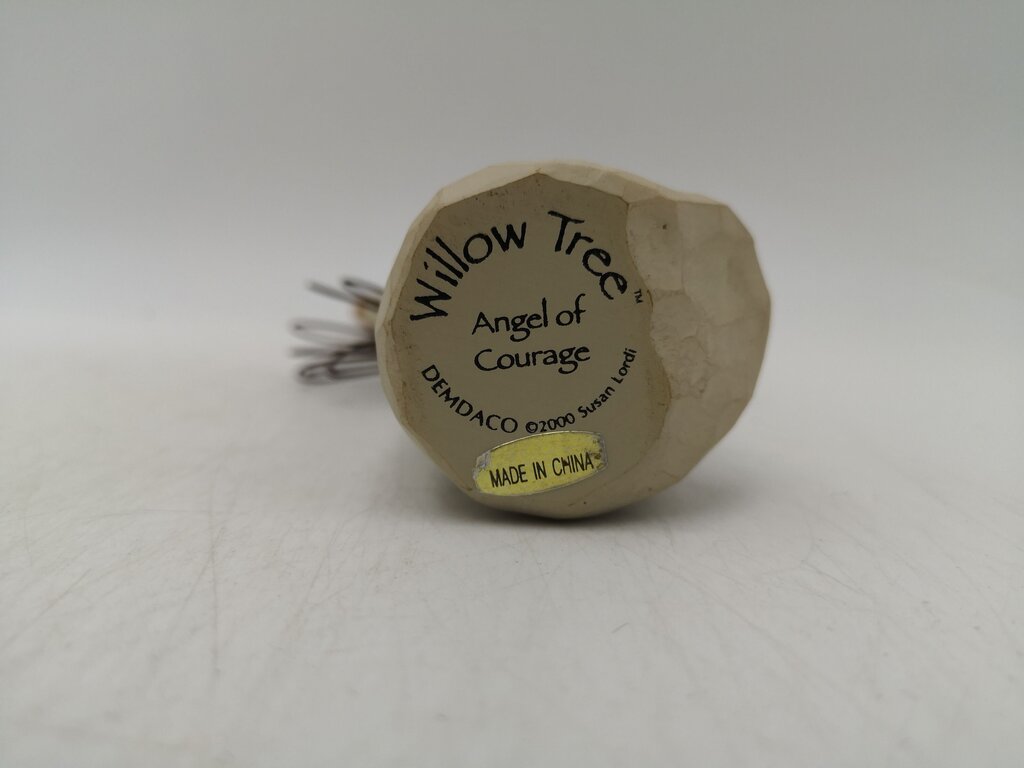 Willow Tree™
Angel of
Courage
DEMDACO ©2000 Susan Lordi
MADE IN CHINA